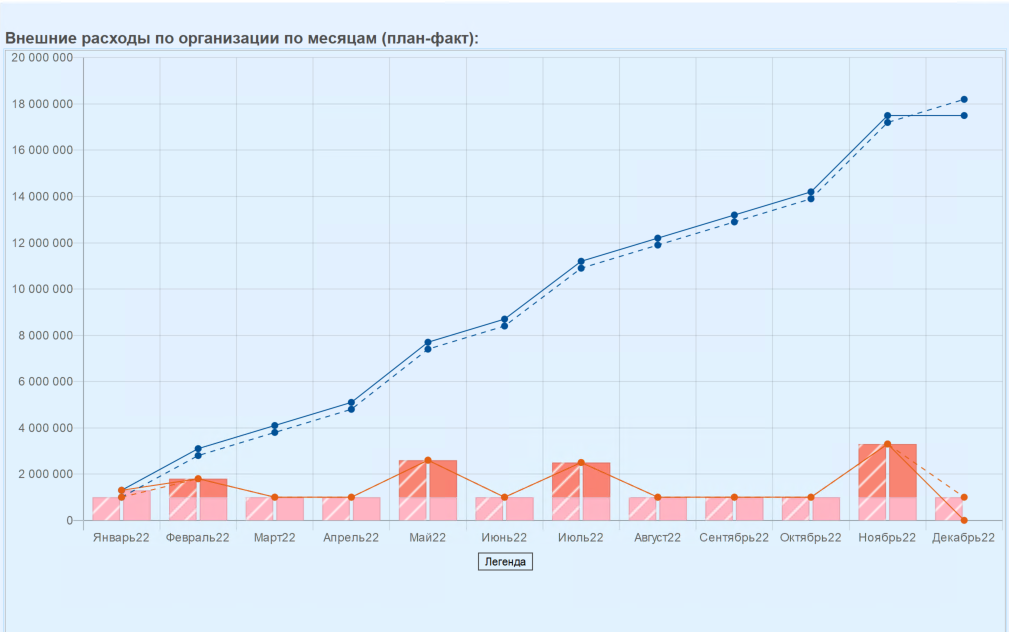 Внешние расходы по организации по месяцам (план-факт):
20 000 000
18 000 000
16 000 000
14 000 000
12 000 000
10 000 000
8 000 000
6 000 000
4 000 000
2 000 000
0
Январь22 Февраль22 Март22 Апрель22 Май22 Июнь22 Июль22 Август22 Сентябрь22 Октябрь22 Ноябрь22 Декабрь22
Легенда